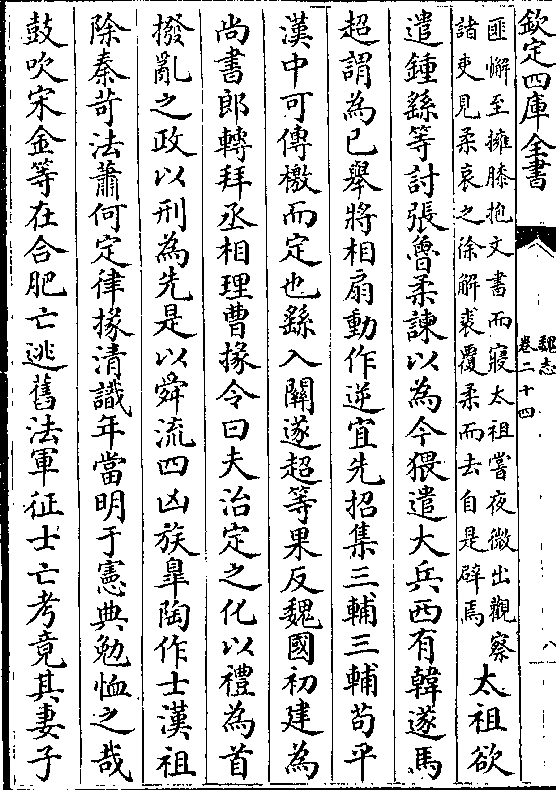 欽定四庫全書
魏志
卷二十四
八
匪懈至擁膝抱文書而寢太祖嘗夜微出觀察
諸吏見柔哀之徐解裘覆柔而去自是辟焉
太祖欲
遣鍾繇等討張魯柔諫以為今猥遣大兵西有韓遂馬
超謂為已舉將相扇動作逆宜先招集三輔三輔苟平
漢中可傳檄而定也繇入關遂超等果反魏國初建為
尚書郎轉拜丞相理曹掾令曰夫治定之化以禮為首
撥亂之政以刑為先是以舜流四凶族臯陶作士漢祖
除秦苛法蕭何定律掾清識年當明于憲典勉恤之哉
鼓吹宋金等在合肥亡逃舊法軍征士亡考竟其妻子